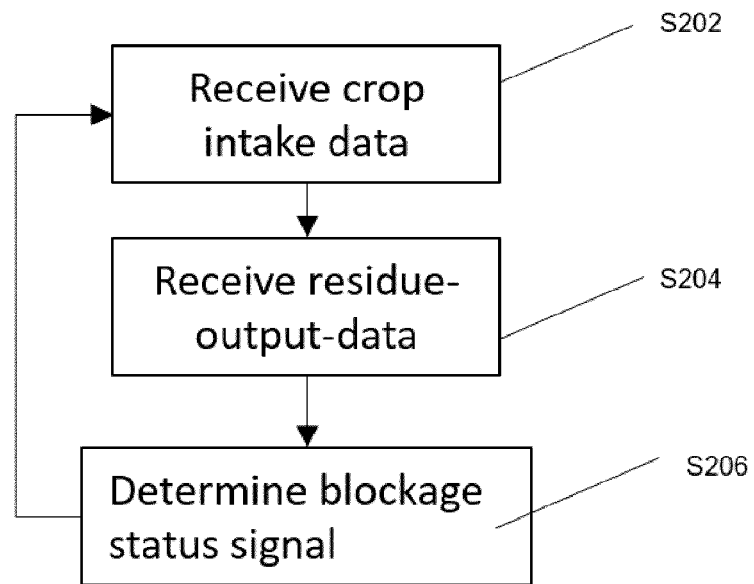 S202
Receive crop
intake data
Receive residue-
output-data
S204
Determine blockage
status signal
S206